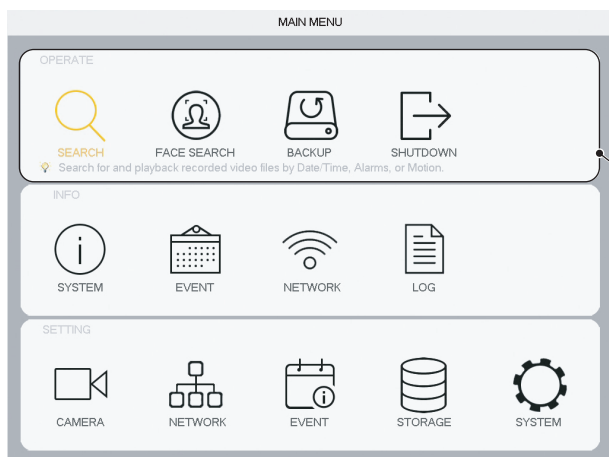 MAIN MENU
OPERATE
SEARCH FACE SEARCH BACKUP SHUTDOWN
Search for and playback recorded video files by Date/Time, Alarms, or Motion.
INFO
SYSTEM EVENT NETWORK LOG
SETTING
CAMERA NETWORK EVENT STORAGE SYSTEM